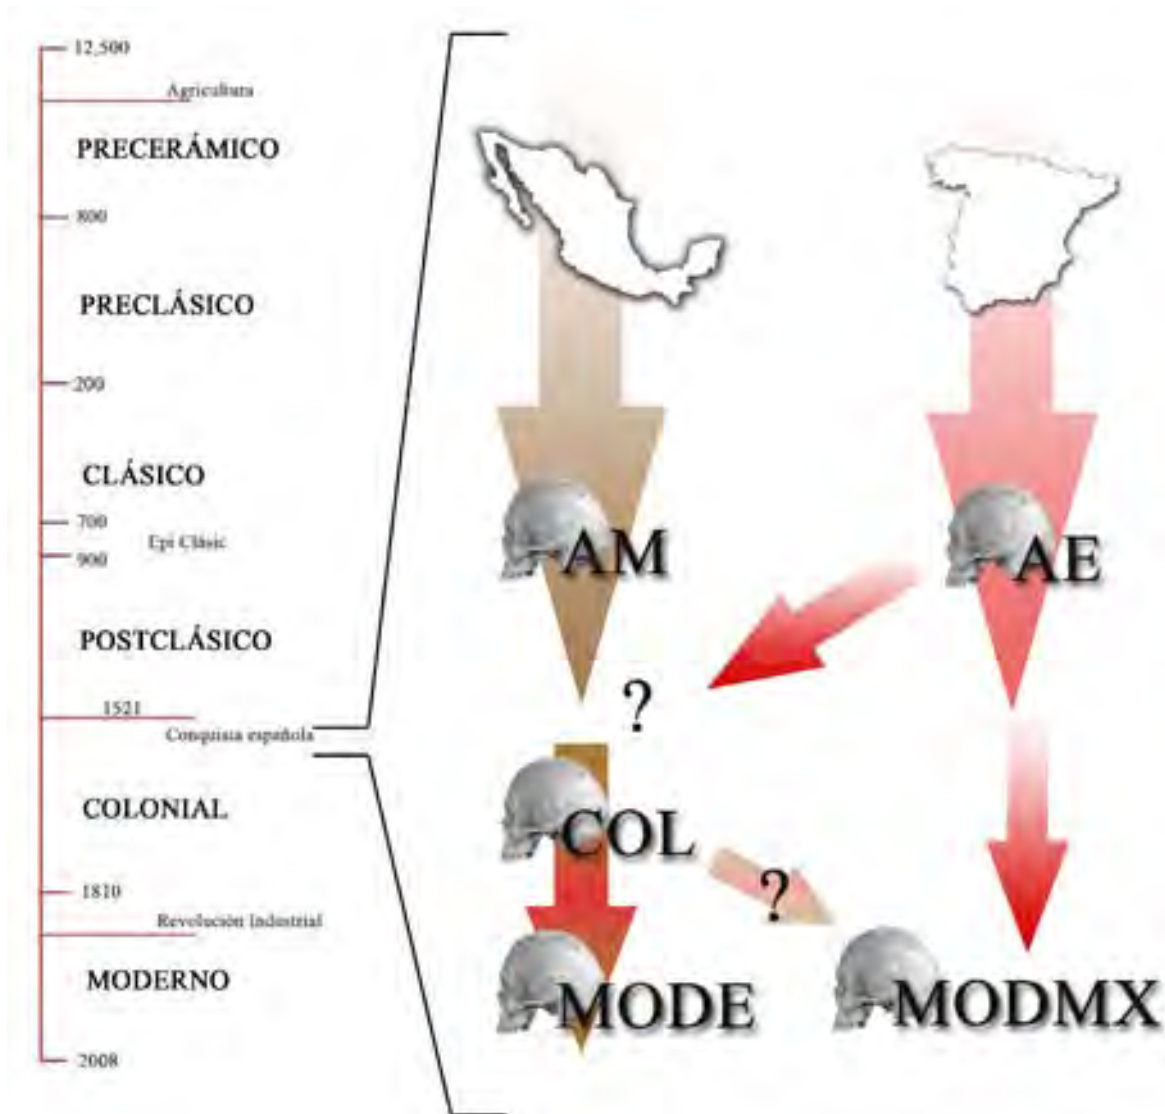 12,500
Agricultura
PRECERÁMICO
800
PRECLÁSICO
200
CLÁSICO
700
Epi Clásic
900
POSTCLÁSICO
1521
Conquista española
COLONIAL
1810
Revolución Industrial
MODERNO
2008
AM
AE
?
COL
?
MODE
MODMX